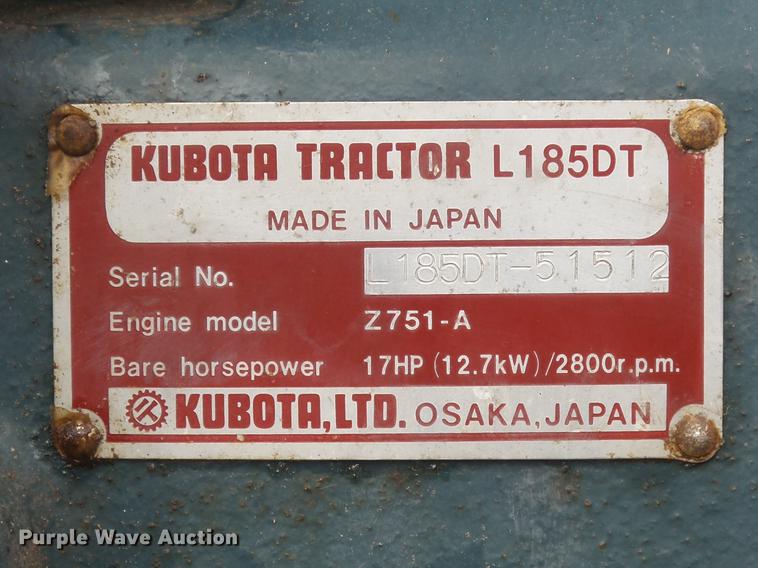 KUBOTA TRACTOR L185DT
MADE IN JAPAN
Serial No. L185DT-51512
Engine model Z751-A
Bare horsepower 17HP (12.7kW)/2800r.p.m.
KUBOTA,LTD. OSAKA, JAPAN
Purple Wave Auction